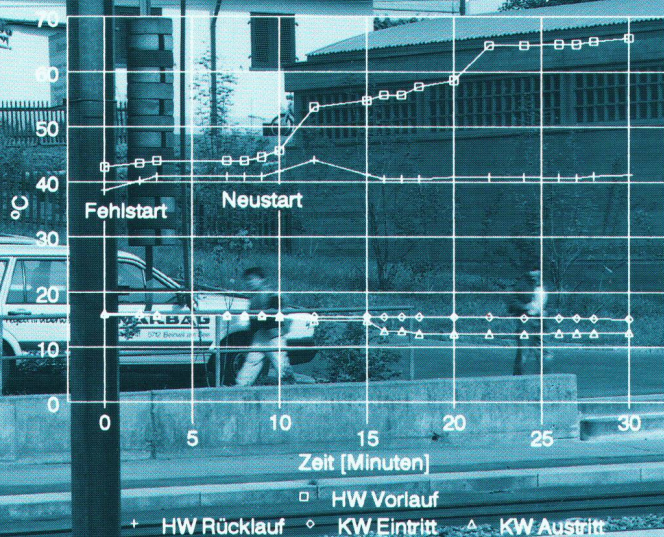 70
60
50
°C
40
Fehlstart
Neustart
30
20
10
0
0 5 10 15 20 25 30
Zeit [Minuten]
HW Vorlauf
HW Rücklauf KW Eintritt KW Austritt